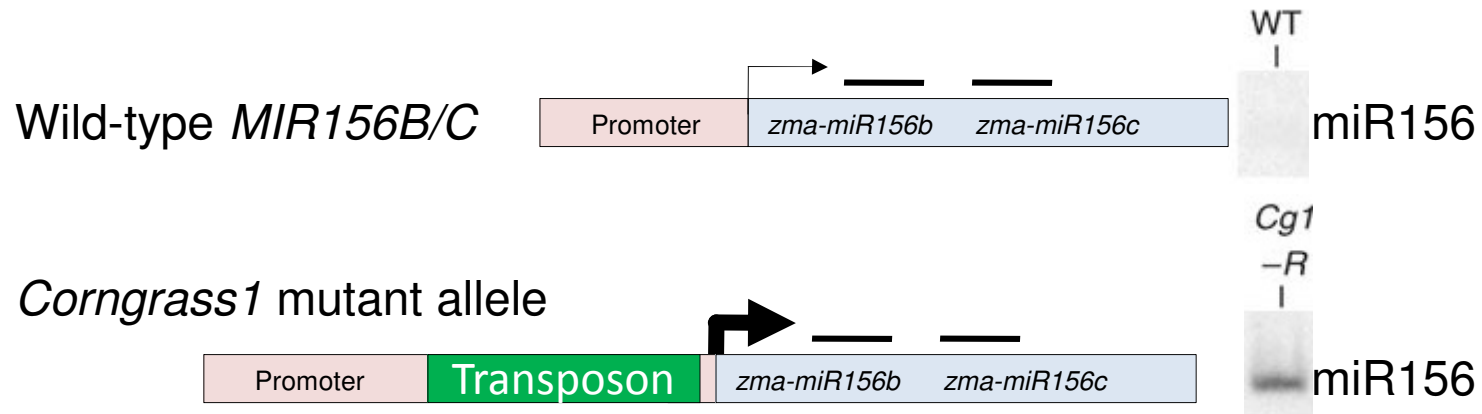 WT
Wild-type MIR156B/C
Promoter
zma-miR156b
zma-miR156c
miR156
Cg1
–R
Corngrass1 mutant allele
Promoter
Transposon
zma-miR156b
zma-miR156c
miR156